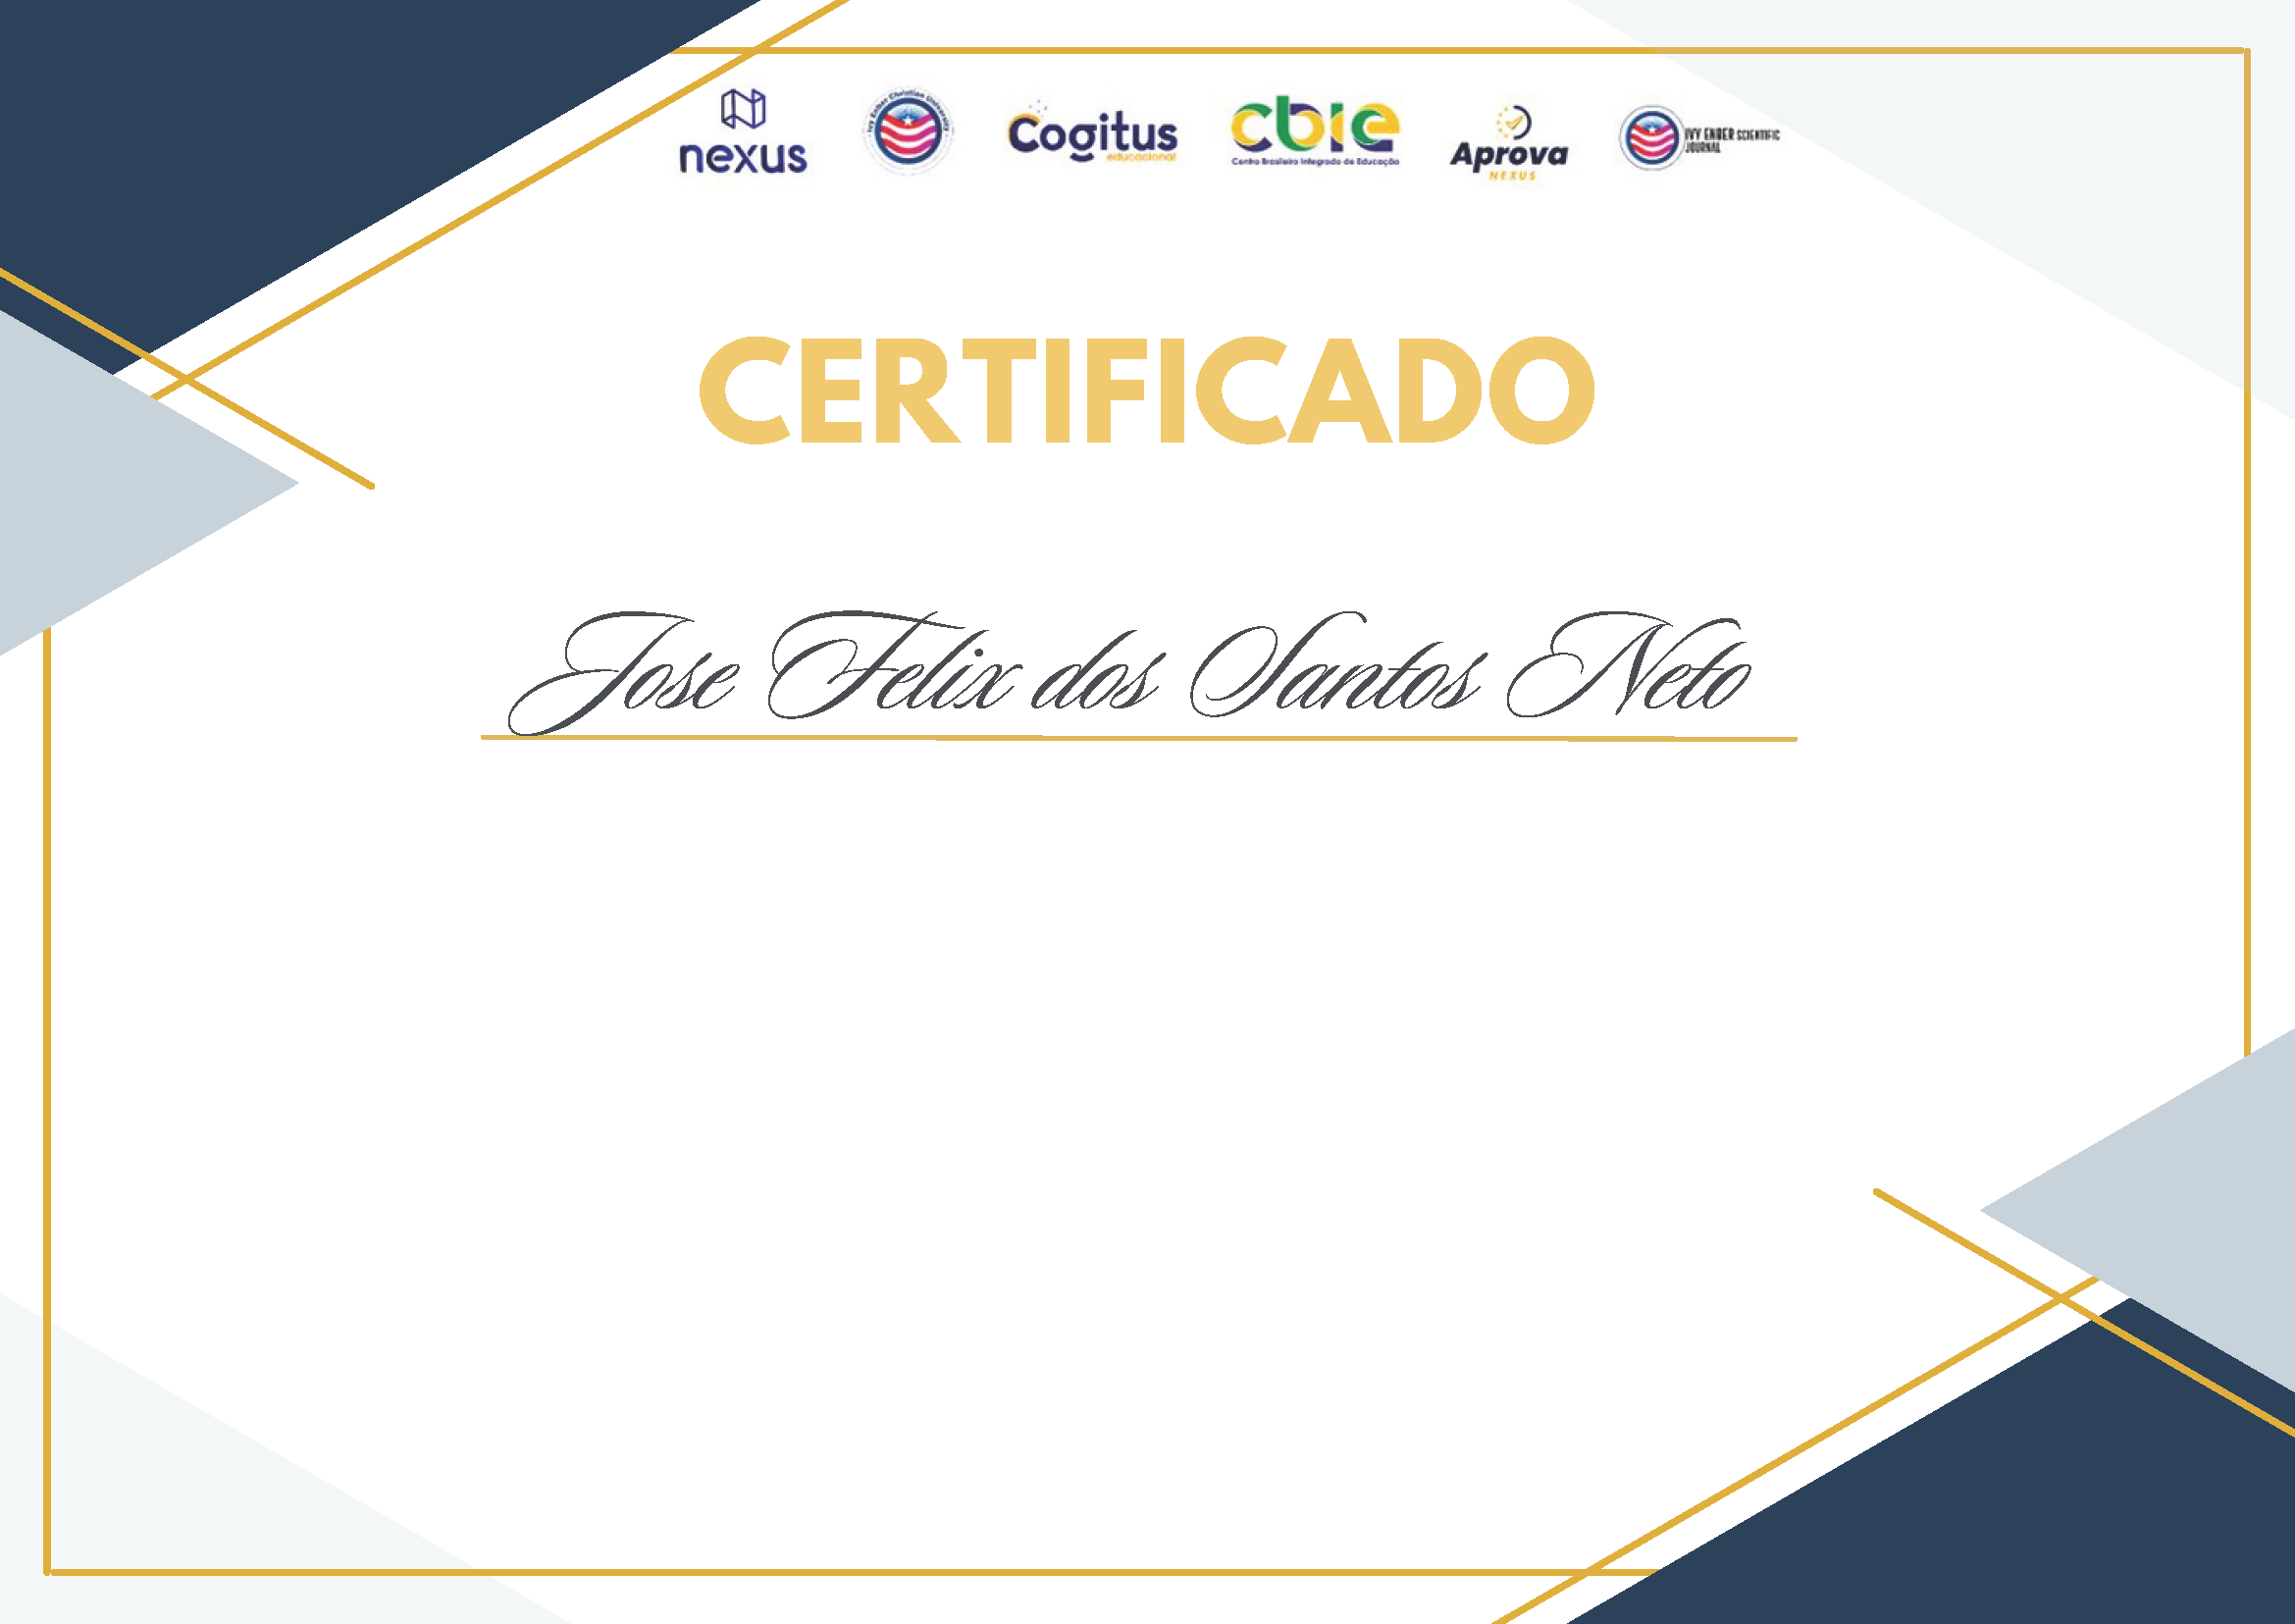 nexus
Ivy Enber Christian University
Cogitus
educacional
cbie
Centro Brasileiro Integrado de Educação
Aprova
NEXUS
IVY ENBER SCIENTIFIC
JOURNAL
CERTIFICADO
Jose Felix dos Santos Neto